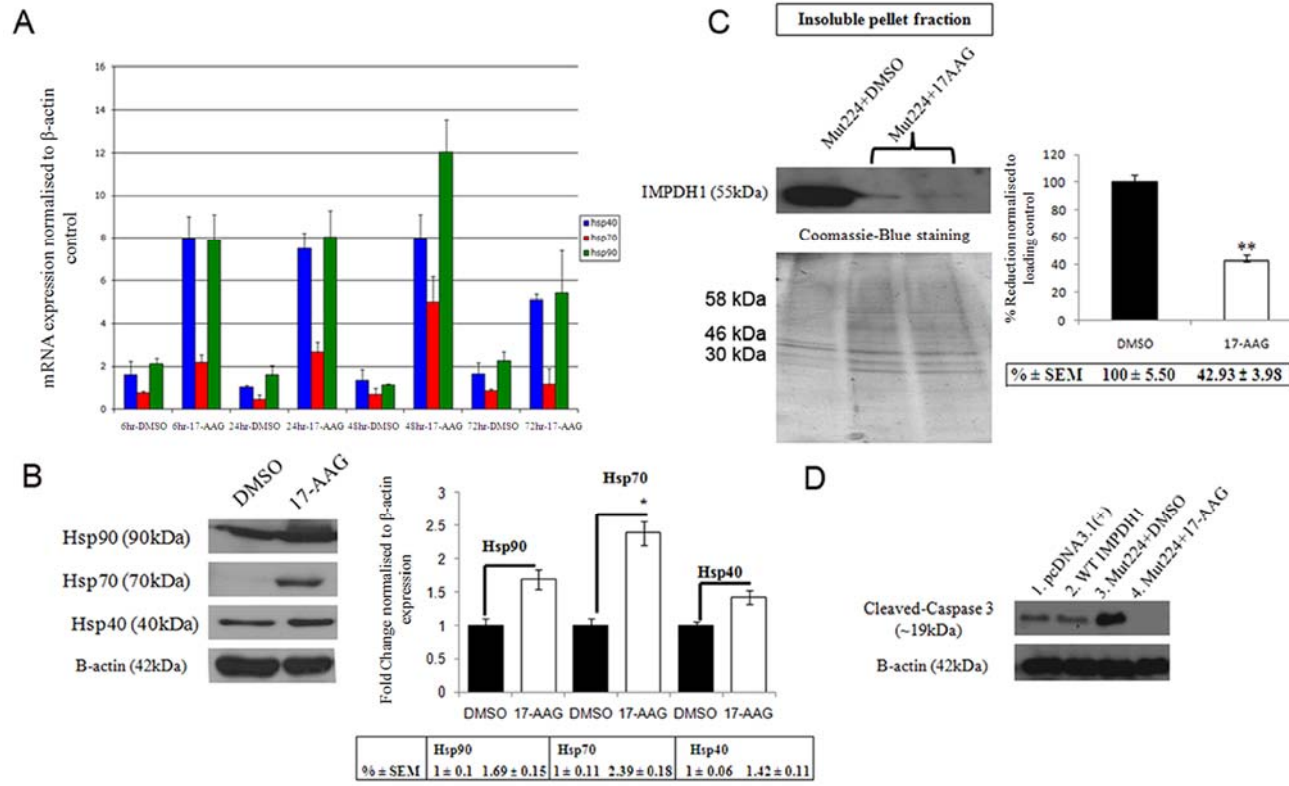 A
mRNA expression normalised to β-actin
control
16
14
12
10
8
6
4
2
0
6hr-DMSO 6hr-17-AAG 24hr-DMSO 24hr-17-AAG 48hr-DMSO 48hr-17-AAG 72hr-DMSO 72hr-17-AAG
hsp40
hsp70
hsp90
B
DMSO 17-AAG
Hsp90 (90kDa)
Hsp70 (70kDa)
Hsp40 (40kDa)
B-actin (42kDa)
Fold Change normalised to β-actin
expression
3
2.5
2
1.5
1
0.5
0
Hsp90
Hsp70
*
Hsp40
DMSO 17-AAG DMSO 17-AAG DMSO 17-AAG
Hsp90 Hsp70 Hsp40
% ± SEM 1 ± 0.1 1.69 ± 0.15 1 ± 0.11 2.39 ± 0.18 1 ± 0.06 1.42 ± 0.11
C
Insoluble pellet fraction
Mut224+DMSO
Mut224+17AAG
IMPDH1 (55kDa)
Coomassie-Blue staining
58 kDa
46 kDa
30 kDa
% Reduction normalised to
loading control
120
100
80
60
40
20
0
**
DMSO 17-AAG
% ± SEM 100 ± 5.50 42.93 ± 3.98
D
1. pcDNA3.1(+)
2. WT IMPDH1
3. Mut224+DMSO
4. Mut224+17-AAG
Cleaved-Caspase 3
(~19kDa)
B-actin (42kDa)